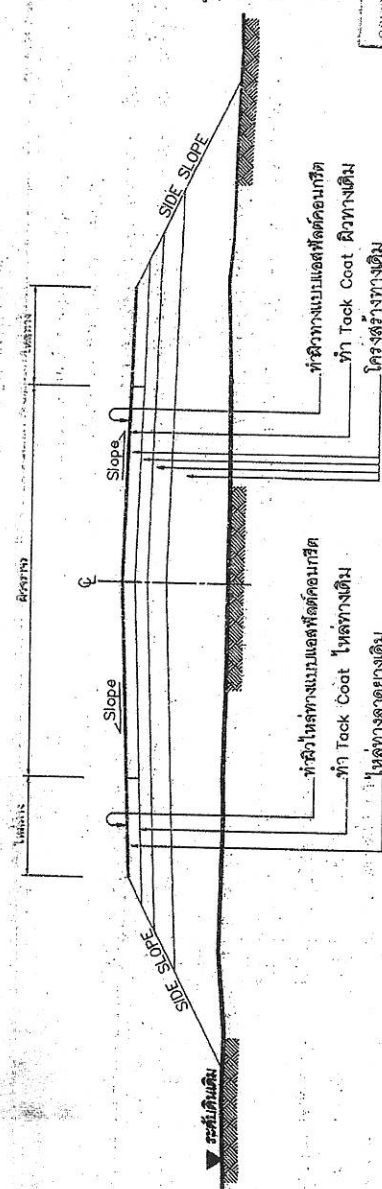 ไหล่ทาง
ผิวจราจร
ไหล่ทาง
Slope
Slope
SIDE SLOPE
SIDE SLOPE
ระดับดินเดิม
ทำผิวไหล่ทางแบบแอสฟัลต์คอนกรีต
ทำ Tack Coat ไหล่ทางเดิม
ไหล่ทางลาดยางเดิม
ทำผิวทางแบบแอสฟัลต์คอนกรีต
ทำ Tack Coat ผิวทางเดิม
โครงสร้างทางเดิม